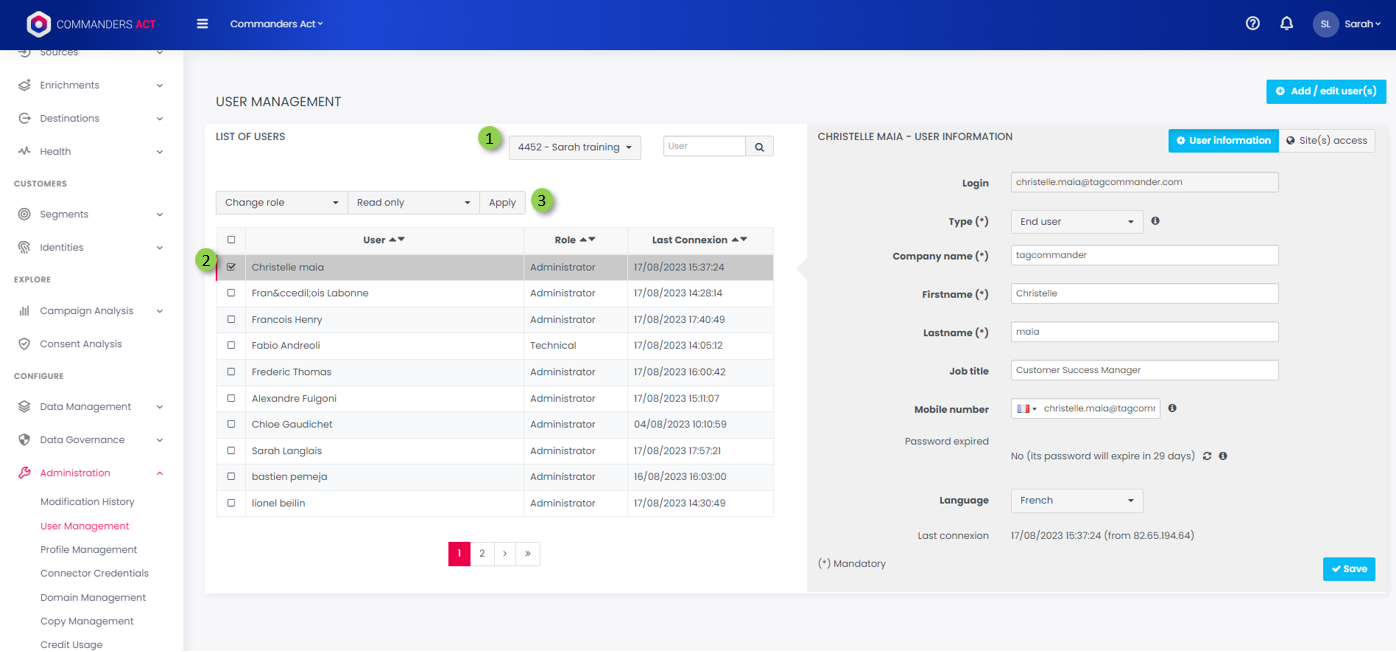 COMMANDERS ACT
Commanders Act
SL
Sarah
Sources
Enrichments
Destinations
Health
CUSTOMERS
Segments
Identities
EXPLORE
Campaign Analysis
Consent Analysis
CONFIGURE
Data Management
Data Governance
Administration
Modification History
User Management
Profile Management
Connector Credentials
Domain Management
Copy Management
Credit Usage
USER MANAGEMENT
Add / edit user(s)
LIST OF USERS
1
4452 - Sarah training
User
Change role
Read only
Apply
3
User Role Last Connexion
2
Christelle maia Administrator 17/08/2023 15:37:24
Fran&ccedil;ois Labonne Administrator 17/08/2023 14:28:14
Francois Henry Administrator 17/08/2023 17:40:49
Fabio Andreoli Technical 17/08/2023 14:05:12
Frederic Thomas Administrator 17/08/2023 16:00:42
Alexandre Fulgoni Administrator 17/08/2023 15:11:07
Chloe Gaudichet Administrator 04/08/2023 10:10:59
Sarah Langlais Administrator 17/08/2023 17:57:21
bastien pemeja Administrator 16/08/2023 16:03:00
lionel beilin Administrator 17/08/2023 14:30:49
1 2 › »
CHRISTELLE MAIA - USER INFORMATION
User information
Site(s) access
Login christelle.maia@tagcommander.com
Type (*) End user
Company name (*) tagcommander
Firstname (*) Christelle
Lastname (*) maia
Job title Customer Success Manager
Mobile number christelle.maia@tagcomm
Password expired
No (its password will expire in 29 days)
Language French
Last connexion 17/08/2023 15:37:24 (from 82.65.194.64)
(*) Mandatory
Save